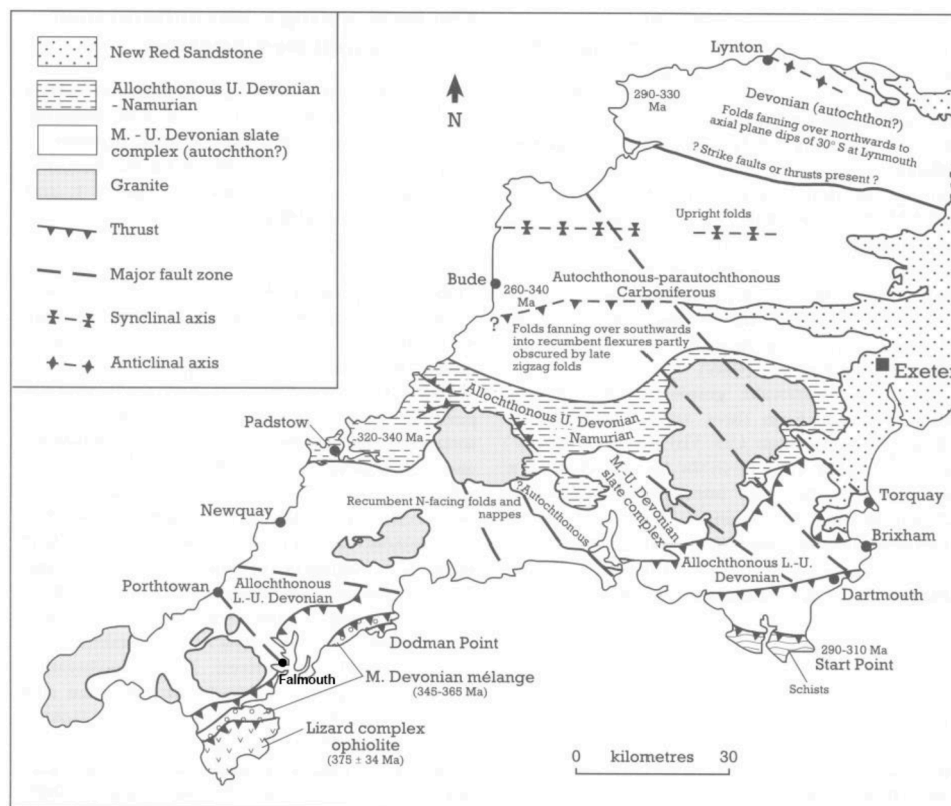 New Red Sandstone
Allochthonous U. Devonian
- Namurian
M. - U. Devonian slate
complex (autochthon?)
Granite
Thrust
Major fault zone
Synclinal axis
Anticlinal axis
N
Lynton
290-330
Ma
Devonian (autochthon?)
Folds fanning over northwards to
axial plane dips of 30° S at Lynmouth
? Strike faults or thrusts present ?
Upright folds
Bude
260-340
Ma
Autochthonous-parautochthonous
Carboniferous
?
Folds fanning over southwards
into recumbent flexures partly
obscured by late
zigzag folds
Exeter
Allochthonous U. Devonian
Namurian
Padstow
320-340 Ma
M.-U. Devonian
slate
complex
Recumbent N-facing folds and
nappes
? Autochthonous
Newquay
Torquay
Brixham
Allochthonous L.-U.
Devonian
Dartmouth
Porthtowan
Allochthonous
L.-U. Devonian
Dodman Point
290-310 Ma
Start Point
Schists
Falmouth
M. Devonian mélange
(345-365 Ma)
Lizard complex
ophiolite
(375 ± 34 Ma)
0 kilometres 30